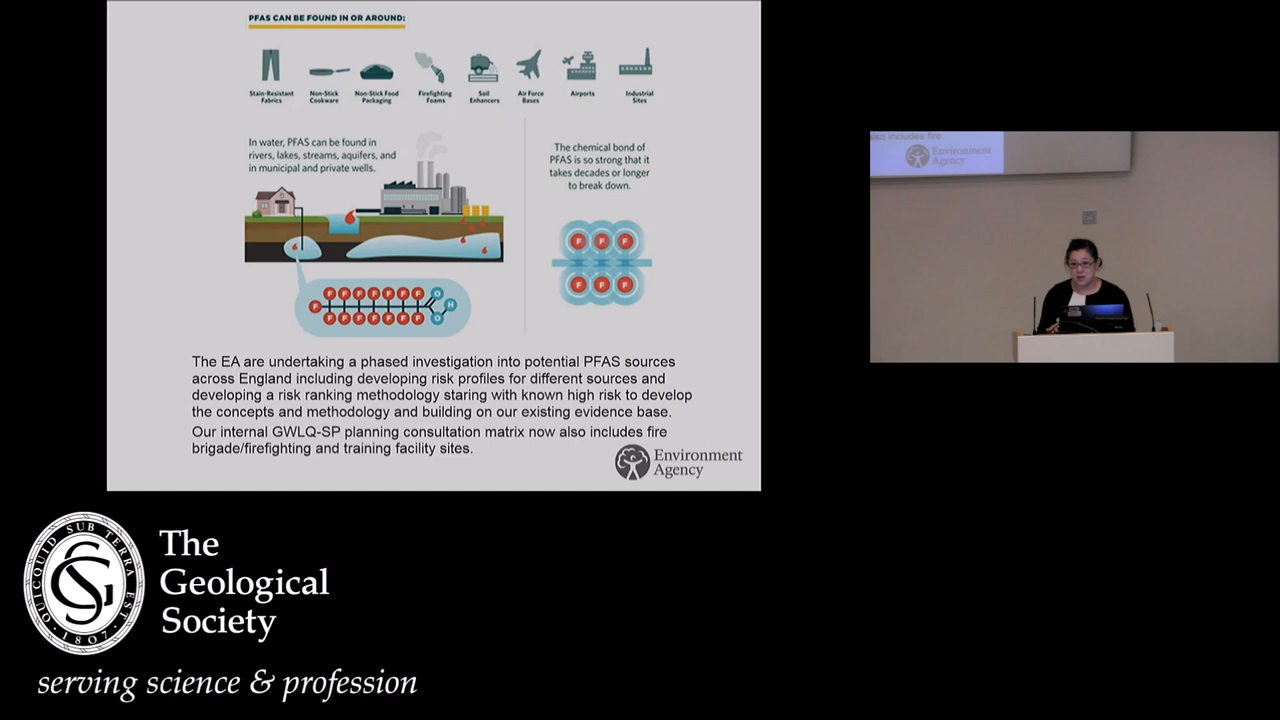 PFAS CAN BE FOUND IN OR AROUND:
Stain-Resistant
Fabrics
Non-Stick
Cookware
Non-Stick Food
Packaging
Firefighting
Foams
Soil
Enhancers
Air Force
Bases
Airports
Industrial
Sites
In water, PFAS can be found in
rivers, lakes, streams, aquifers, and
in municipal and private wells.
The chemical bond of
PFAS is so strong that it
takes decades or longer
to break down.
F F F
F F F
F F F F F F F O
F H
F F F F F F F O
The EA are undertaking a phased investigation into potential PFAS sources
across England including developing risk profiles for different sources and
developing a risk ranking methodology staring with known high risk to develop
the concepts and methodology and building on our existing evidence base.
Our internal GWLQ-SP planning consultation matrix now also includes fire
brigade/firefighting and training facility sites.
Environment
Agency
also includes fire
Environment
Agency
QUICQUID SUB TERRA EST
GS
·1807·
The
Geological
Society
serving science & profession